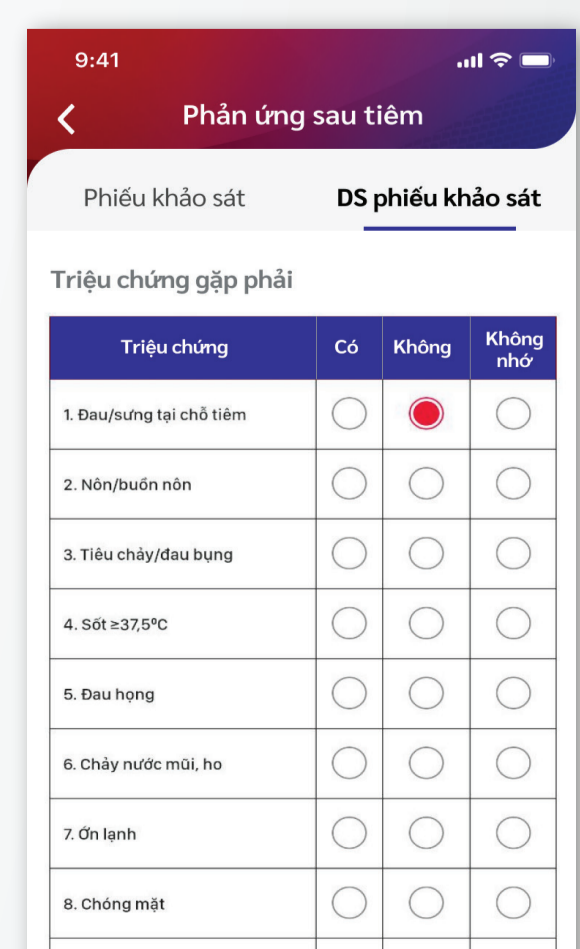 9:41
Phản ứng sau tiêm
Phiếu khảo sát DS phiếu khảo sát
Triệu chứng gặp phải
Triệu chứng Có Không Không nhớ
1. Đau/sưng tại chỗ tiêm
2. Nôn/buồn nôn
3. Tiêu chảy/đau bụng
4. Sốt ≥37,5⁰C
5. Đau họng
6. Chảy nước mũi, ho
7. Ớn lạnh
8. Chóng mặt